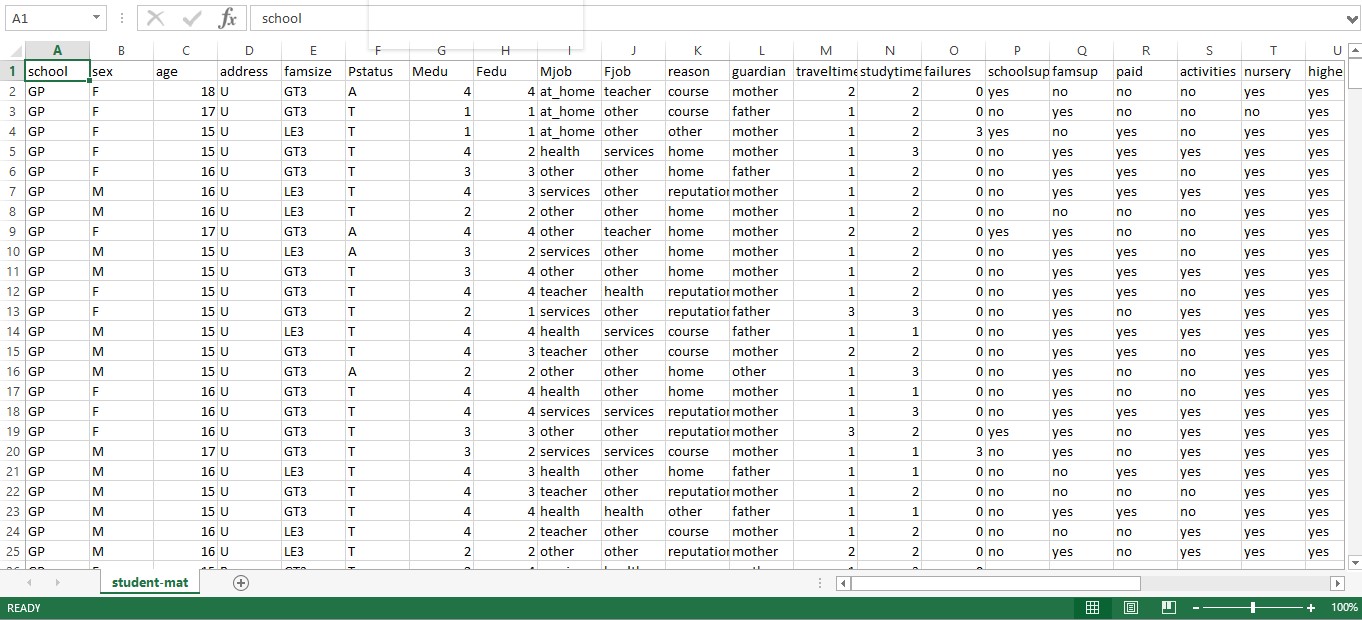 A1 fx school
A B C D E F G H I J K L M N O P Q R S T U
1 school sex age address famsize Pstatus Medu Fedu Mjob Fjob reason guardian traveltime studytime failures schoolsup famsup paid activities nursery highe
2 GP F 18 U GT3 A 4 4 at_home teacher course mother 2 2 0 yes no no no yes yes
3 GP F 17 U GT3 T 1 1 at_home other course father 1 2 0 no yes no no no yes
4 GP F 15 U LE3 T 1 1 at_home other other mother 1 2 3 yes no yes no yes yes
5 GP F 15 U GT3 T 4 2 health services home mother 1 3 0 no yes yes yes yes yes
6 GP F 16 U GT3 T 3 3 other other home father 1 2 0 no yes yes no yes yes
7 GP M 16 U LE3 T 4 3 services other reputation mother 1 2 0 no yes yes yes yes yes
8 GP M 16 U LE3 T 2 2 other other home mother 1 2 0 no no no no yes yes
9 GP F 17 U GT3 A 4 4 other teacher home mother 2 2 0 yes yes no no yes yes
10 GP M 15 U LE3 A 3 2 services other home mother 1 2 0 no yes yes no yes yes
11 GP M 15 U GT3 T 3 4 other other home mother 1 2 0 no yes yes yes yes yes
12 GP F 15 U GT3 T 4 4 teacher health reputation mother 1 2 0 no yes yes no yes yes
13 GP F 15 U GT3 T 2 1 services other reputation father 3 3 0 no yes no yes yes yes
14 GP M 15 U LE3 T 4 4 health services course father 1 1 0 no yes yes yes yes yes
15 GP M 15 U GT3 T 4 3 teacher other course mother 2 2 0 no yes yes no yes yes
16 GP M 15 U GT3 A 2 2 other other home other 1 3 0 no yes no no yes yes
17 GP F 16 U GT3 T 4 4 health other home mother 1 1 0 no yes no no yes yes
18 GP F 16 U GT3 T 4 4 services services reputation mother 1 3 0 no yes yes yes yes yes
19 GP F 16 U GT3 T 3 3 other other reputation mother 3 2 0 yes yes no yes yes yes
20 GP M 17 U GT3 T 3 2 services services course mother 1 1 3 no yes no yes yes yes
21 GP M 16 U LE3 T 4 3 health other home father 1 1 0 no no yes yes yes yes
22 GP M 15 U GT3 T 4 3 teacher other reputation mother 1 2 0 no no no no yes yes
23 GP M 15 U GT3 T 4 4 health health other father 1 1 0 no yes yes no yes yes
24 GP M 16 U LE3 T 4 2 teacher other course mother 1 2 0 no no no yes yes yes
25 GP M 16 U LE3 T 2 2 other other reputation mother 2 2 0 no yes no yes yes yes
student-mat
READY 100%